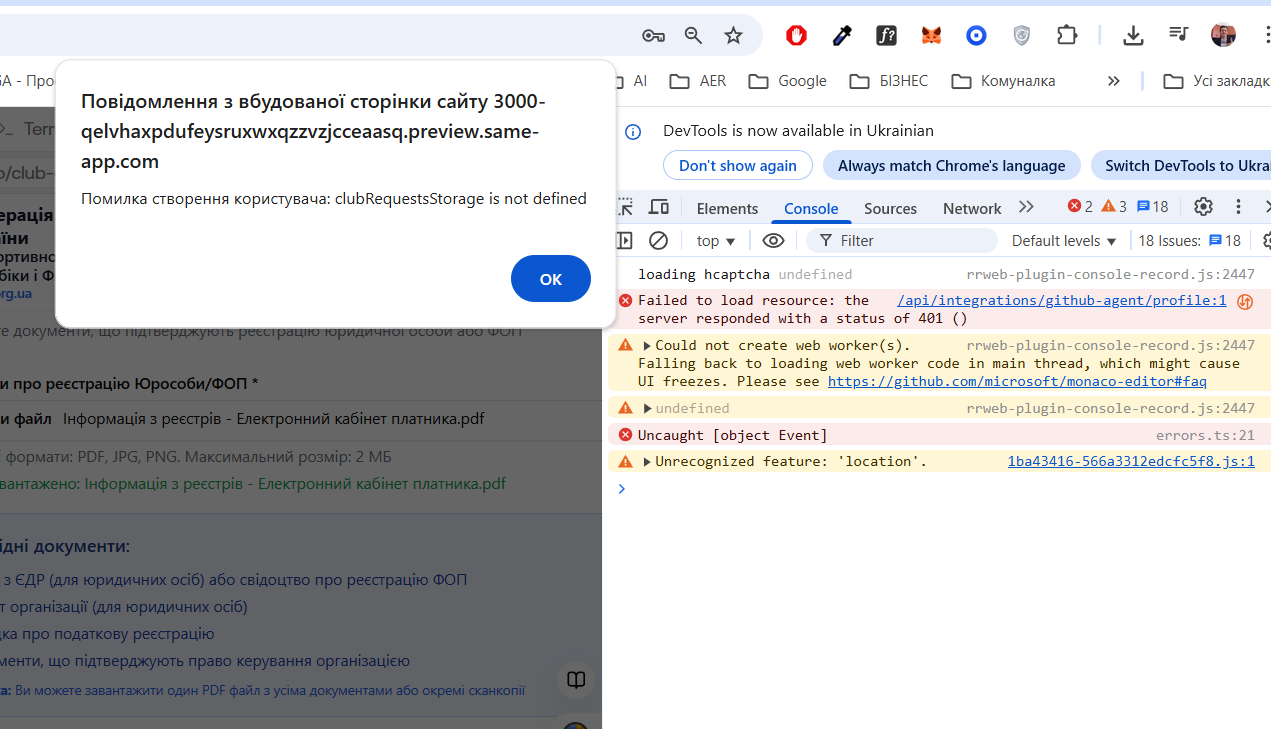 AI
AER
Google
БІЗНЕС
Комуналка
»
Усі закладк
GA - Про
Повідомлення з вбудованої сторінки сайту 3000-
qelvhaxpdufeysruxwxqzzvzjcceaasq.preview.same-
app.com
Помилка створення користувача: clubRequestsStorage is not defined
OK
>_ Terr
o/club-
ерація
їни
ортивно
біки і Ф
org.ua
те документи, що підтверджують реєстрацію юридичної особи або ФОП
и про реєстрацію Юрособи/ФОП *
и файл Інформація з реєстрів - Електронний кабінет платника.pdf
формати: PDF, JPG, PNG. Максимальний розмір: 2 МБ
вантажено: Інформація з реєстрів - Електронний кабінет платника.pdf
ідні документи:
з ЄДР (для юридичних осіб) або свідоцтво про реєстрацію ФОП
т організації (для юридичних осіб)
дка про податкову реєстрацію
менти, що підтверджують право керування організацією
ка: Ви можете завантажити один PDF файл з усіма документами або окремі сканкопії
DevTools is now available in Ukrainian
Don't show again
Always match Chrome's language
Switch DevTools to Ukrai
Elements
Console
Sources
Network
2
3
18
top
Filter
Default levels
18 Issues:
18
loading hcaptcha undefined rrweb-plugin-console-record.js:2447
Failed to load resource: the /api/integrations/github-agent/profile:1
server responded with a status of 401 ()
Could not create web worker(s). rrweb-plugin-console-record.js:2447
Falling back to loading web worker code in main thread, which might cause
UI freezes. Please see https://github.com/microsoft/monaco-editor#faq
undefined rrweb-plugin-console-record.js:2447
Uncaught [object Event] errors.ts:21
Unrecognized feature: 'location'. 1ba43416-566a3312edcfc5f8.js:1